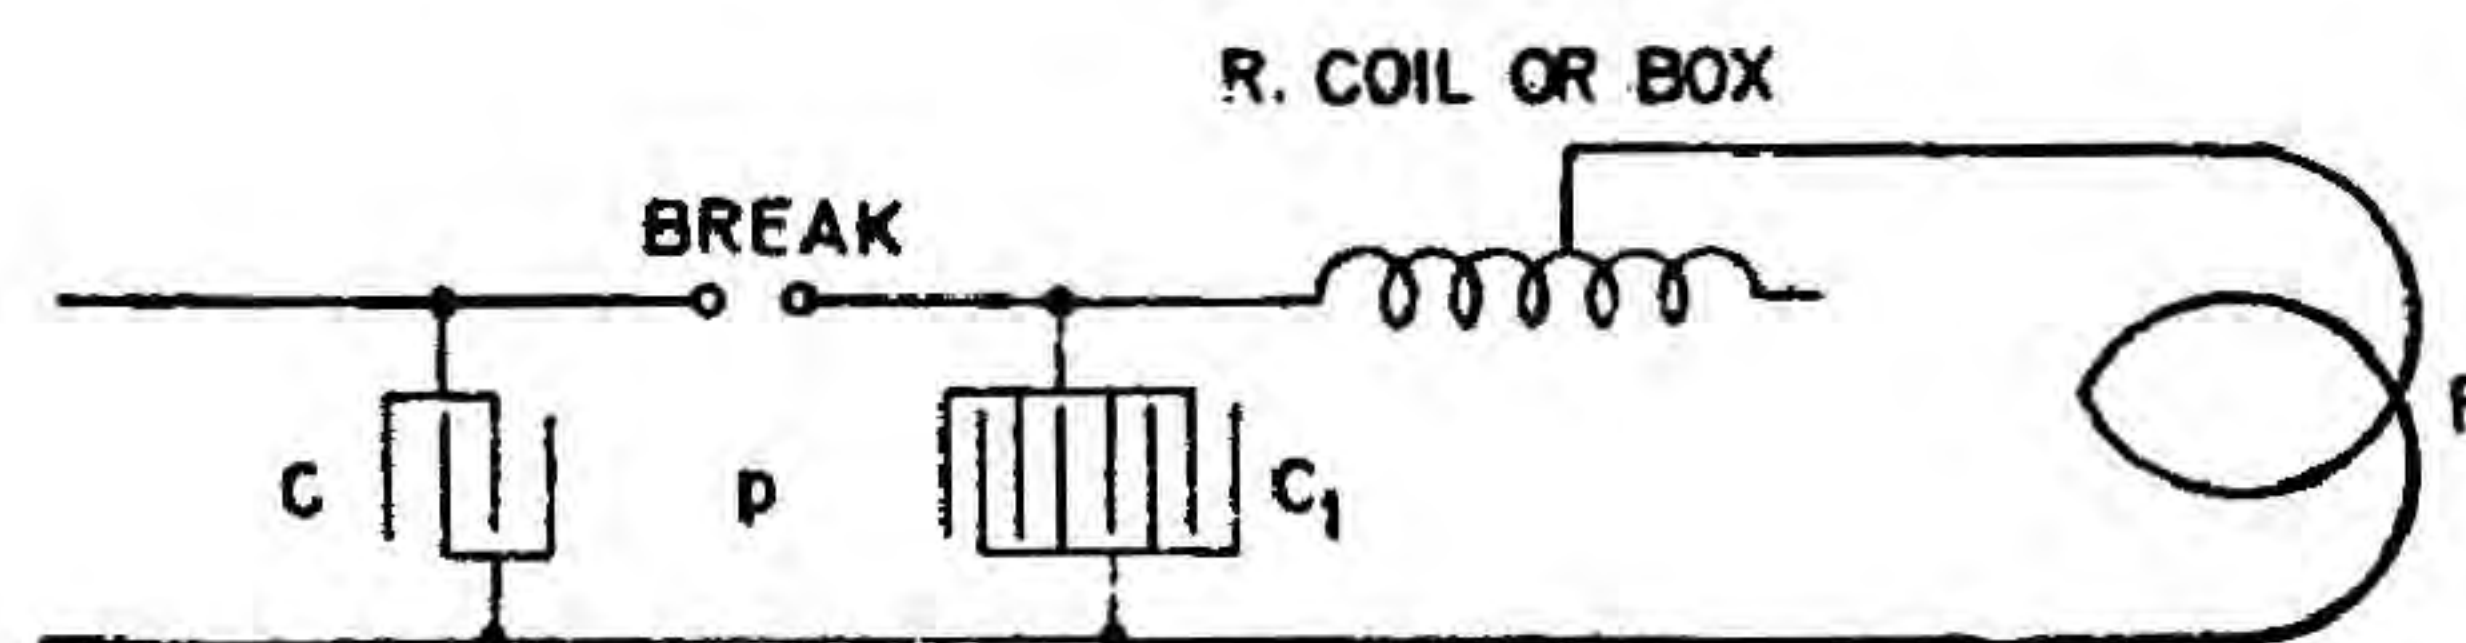 R. COIL OR BOX
BREAK
C
p
C₁